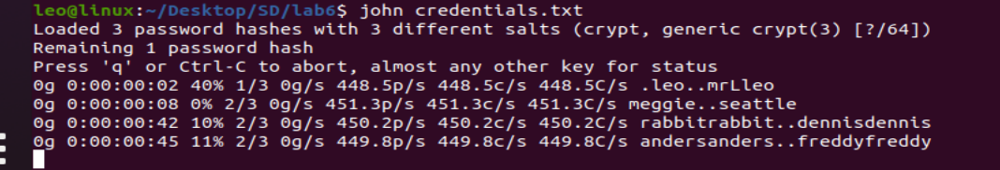 leo@linux:~/Desktop/SD/lab6$ john credentials.txt
Loaded 3 password hashes with 3 different salts (crypt, generic crypt(3) [?/64])
Remaining 1 password hash
Press 'q' or Ctrl-C to abort, almost any other key for status
0g 0:00:00:02 40% 1/3 0g/s 448.5p/s 448.5c/s 448.5C/s .leo..mrLleo
0g 0:00:00:08 0% 2/3 0g/s 451.3p/s 451.3c/s 451.3C/s meggie..seattle
0g 0:00:00:42 10% 2/3 0g/s 450.2p/s 450.2c/s 450.2C/s rabbitrabbit..dennisdennis
0g 0:00:00:45 11% 2/3 0g/s 449.8p/s 449.8c/s 449.8C/s andersanders..freddyfreddy